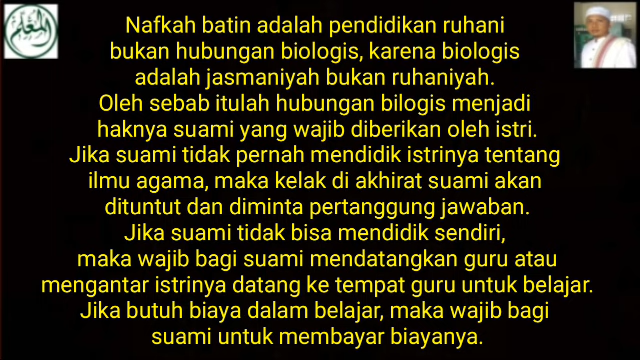 Nafkah batin adalah pendidikan ruhani
bukan hubungan biologis, karena biologis
adalah jasmaniyah bukan ruhaniyah.
Oleh sebab itulah hubungan bilogis menjadi
haknya suami yang wajib diberikan oleh istri.
Jika suami tidak pernah mendidik istrinya tentang
ilmu agama, maka kelak di akhirat suami akan
dituntut dan diminta pertanggung jawaban.
Jika suami tidak bisa mendidik sendiri,
maka wajib bagi suami mendatangkan guru atau
mengantar istrinya datang ke tempat guru untuk belajar.
Jika butuh biaya dalam belajar, maka wajib bagi
suami untuk membayar biayanya.